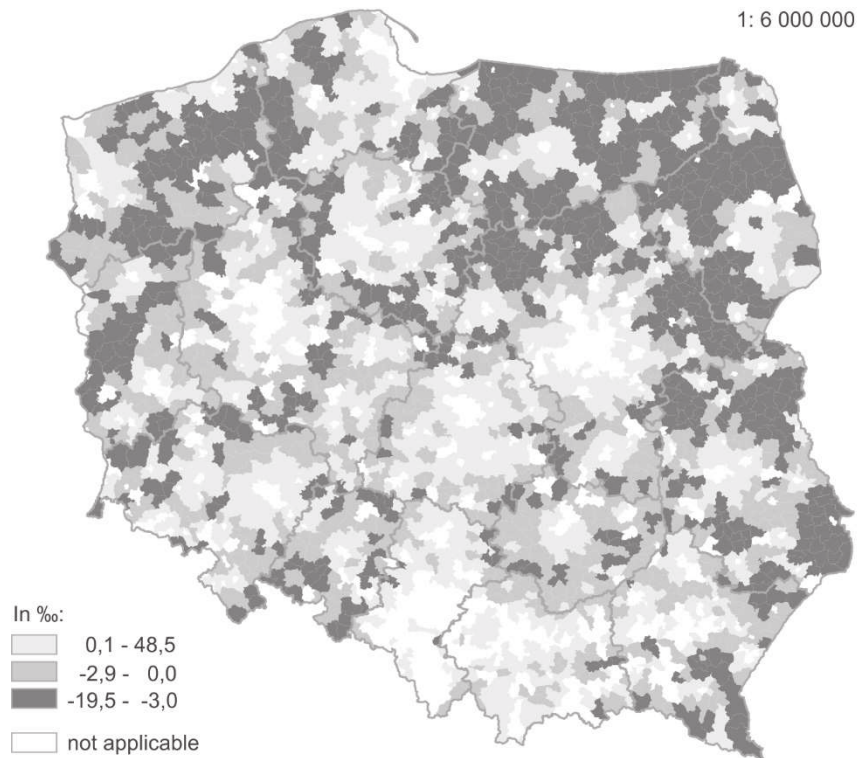 1: 6 000 000
In ‰:
0,1 - 48,5
-2,9 - 0,0
-19,5 - -3,0
not applicable